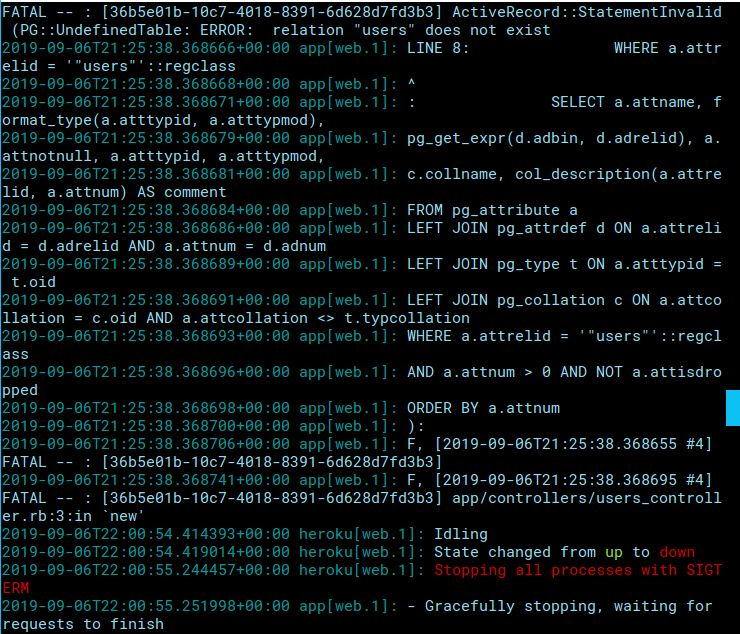 FATAL -- : [36b5e01b-10c7-4018-8391-6d628d7fd3b3] ActiveRecord::StatementInvalid
(PG::UndefinedTable: ERROR:  relation "users" does not exist
2019-09-06T21:25:38.368666+00:00 app[web.1]: LINE 8:                WHERE a.attr
elid = '"users"'::regclass
2019-09-06T21:25:38.368668+00:00 app[web.1]: ^
2019-09-06T21:25:38.368671+00:00 app[web.1]: :               SELECT a.attname, f
ormat_type(a.atttypid, a.atttypmod),
2019-09-06T21:25:38.368679+00:00 app[web.1]: pg_get_expr(d.adbin, d.adrelid), a.
attnotnull, a.atttypid, a.atttypmod,
2019-09-06T21:25:38.368681+00:00 app[web.1]: c.collname, col_description(a.attre
lid, a.attnum) AS comment
2019-09-06T21:25:38.368684+00:00 app[web.1]: FROM pg_attribute a
2019-09-06T21:25:38.368686+00:00 app[web.1]: LEFT JOIN pg_attrdef d ON a.attreli
d = d.adrelid AND a.attnum = d.adnum
2019-09-06T21:25:38.368689+00:00 app[web.1]: LEFT JOIN pg_type t ON a.atttypid =
t.oid
2019-09-06T21:25:38.368691+00:00 app[web.1]: LEFT JOIN pg_collation c ON a.attco
llation = c.oid AND a.attcollation <> t.typcollation
2019-09-06T21:25:38.368693+00:00 app[web.1]: WHERE a.attrelid = '"users"'::regcl
ass
2019-09-06T21:25:38.368696+00:00 app[web.1]: AND a.attnum > 0 AND NOT a.attisdro
pped
2019-09-06T21:25:38.368698+00:00 app[web.1]: ORDER BY a.attnum
2019-09-06T21:25:38.368700+00:00 app[web.1]: ):
2019-09-06T21:25:38.368706+00:00 app[web.1]: F, [2019-09-06T21:25:38.368655 #4]
FATAL -- : [36b5e01b-10c7-4018-8391-6d628d7fd3b3]
2019-09-06T21:25:38.368741+00:00 app[web.1]: F, [2019-09-06T21:25:38.368695 #4]
FATAL -- : [36b5e01b-10c7-4018-8391-6d628d7fd3b3] app/controllers/users_controll
er.rb:3:in `new'
2019-09-06T22:00:54.414393+00:00 heroku[web.1]: Idling
2019-09-06T22:00:54.419014+00:00 heroku[web.1]: State changed from up to down
2019-09-06T22:00:55.244457+00:00 heroku[web.1]: Stopping all processes with SIGT
ERM
2019-09-06T22:00:55.251998+00:00 app[web.1]: - Gracefully stopping, waiting for
requests to finish